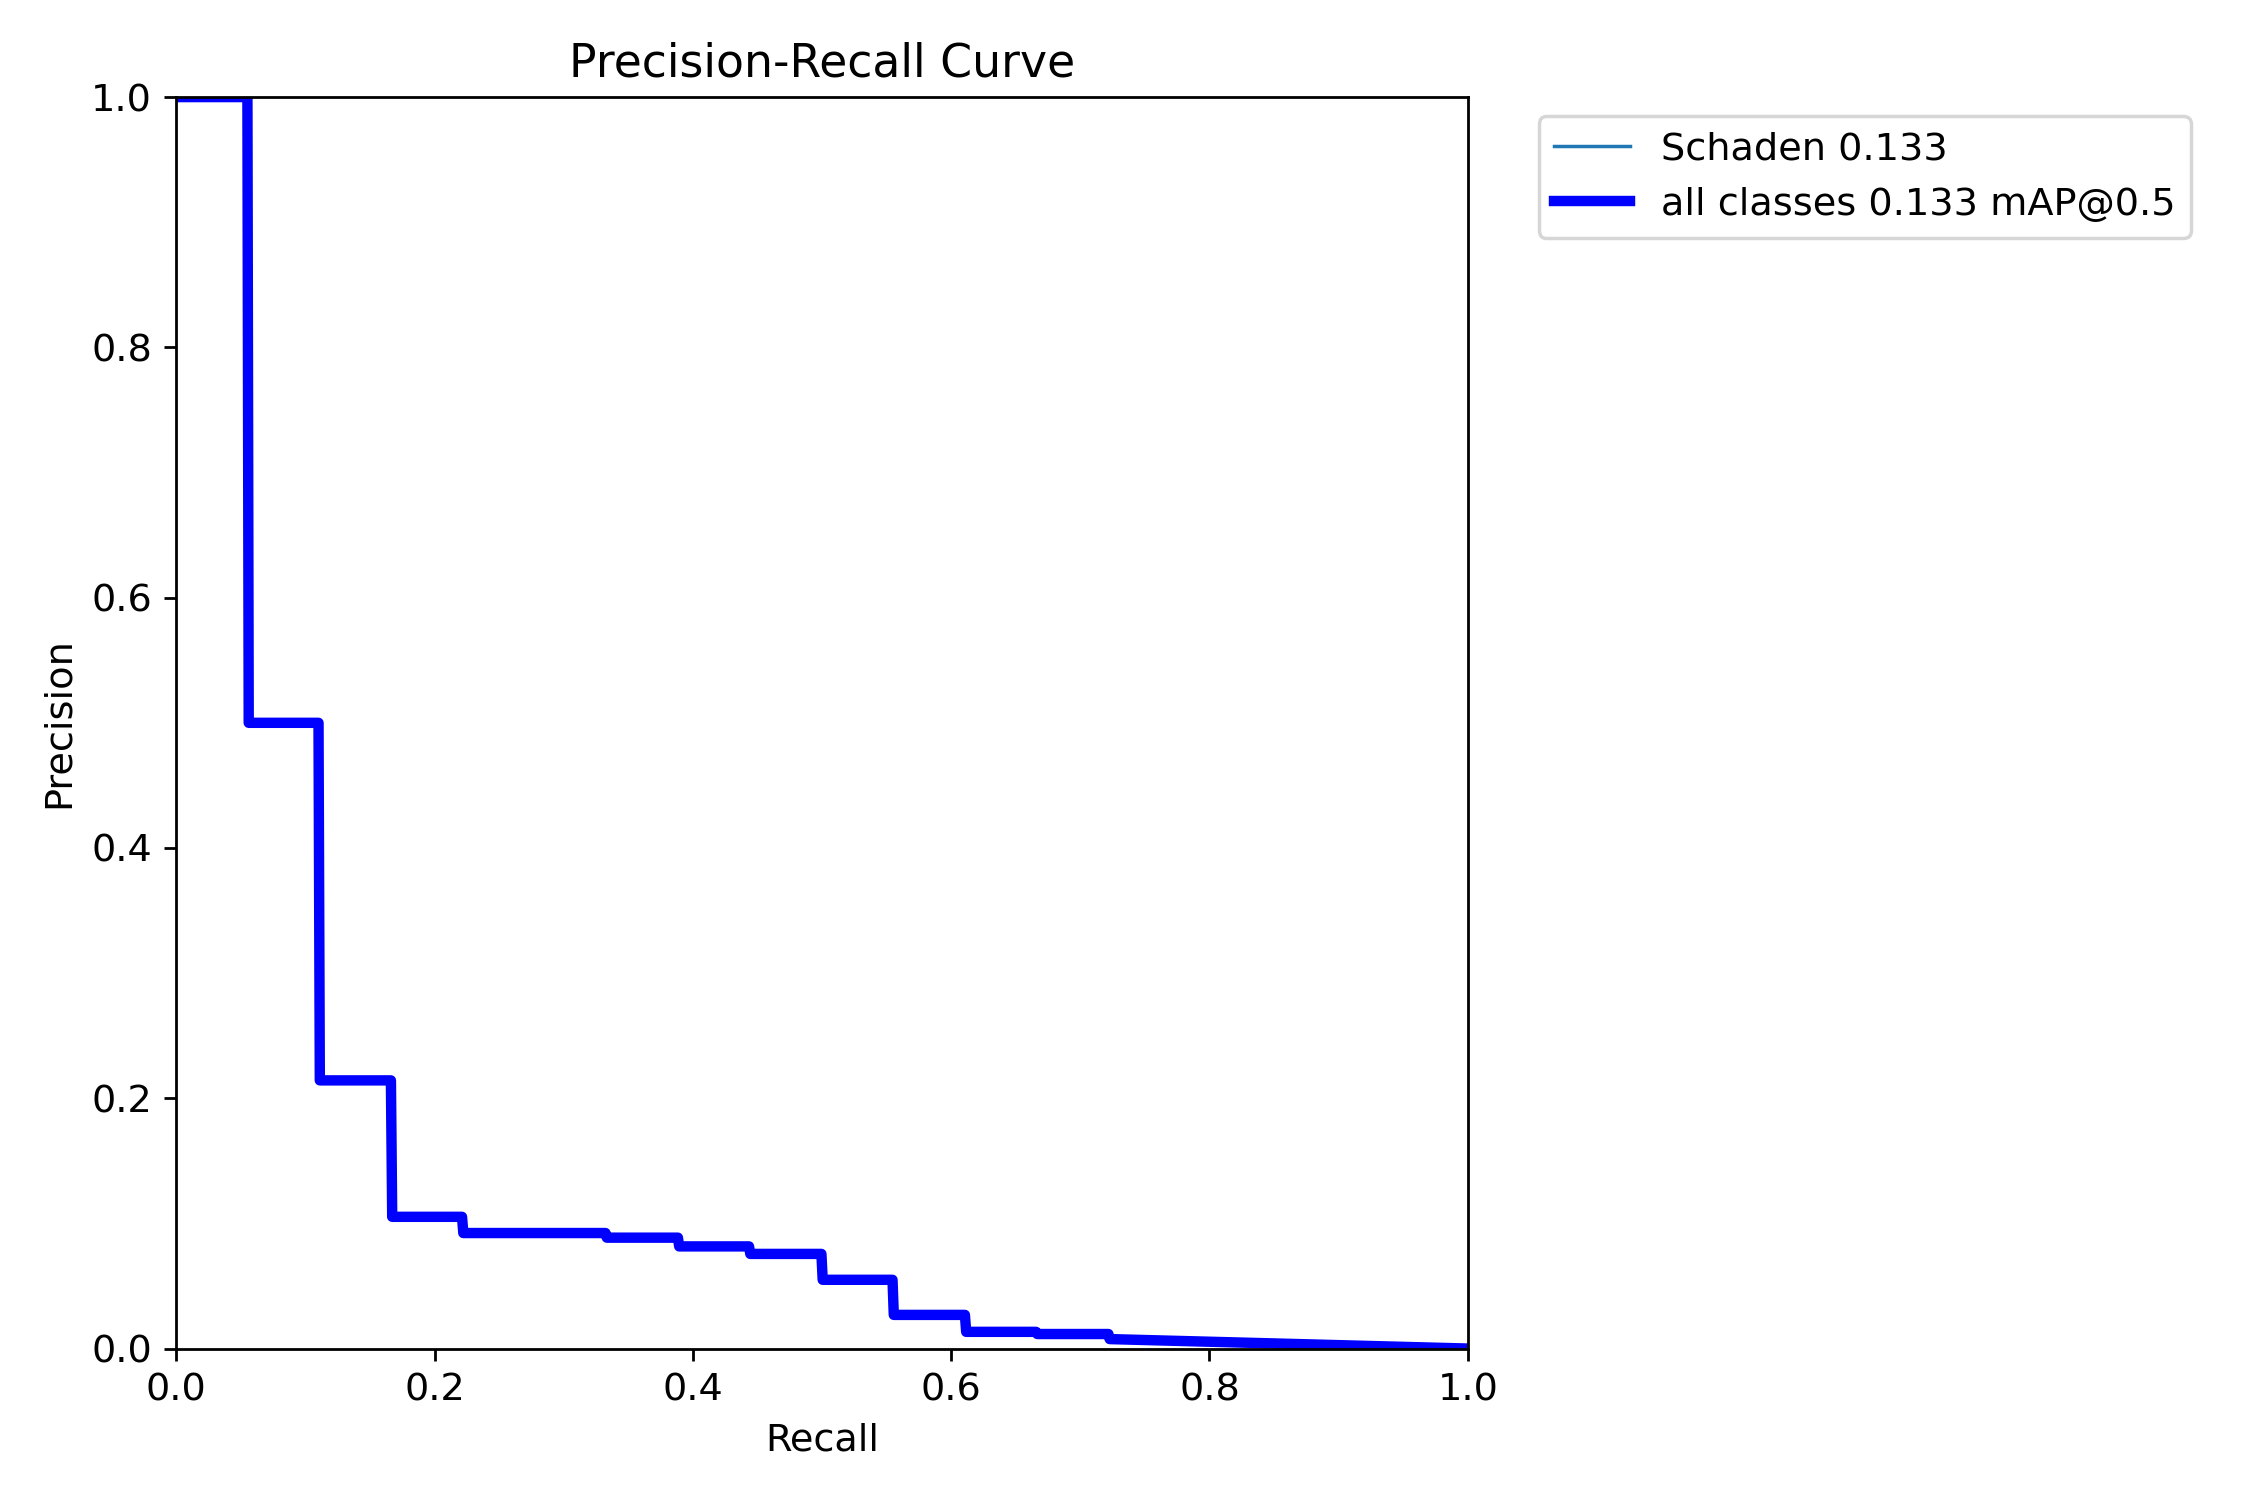 Precision-Recall Curve
1.0
0.8
0.6
0.4
0.2
0.0
Precision
0.0 0.2 0.4 0.6 0.8 1.0
Recall
Schaden 0.133
all classes 0.133 mAP@0.5